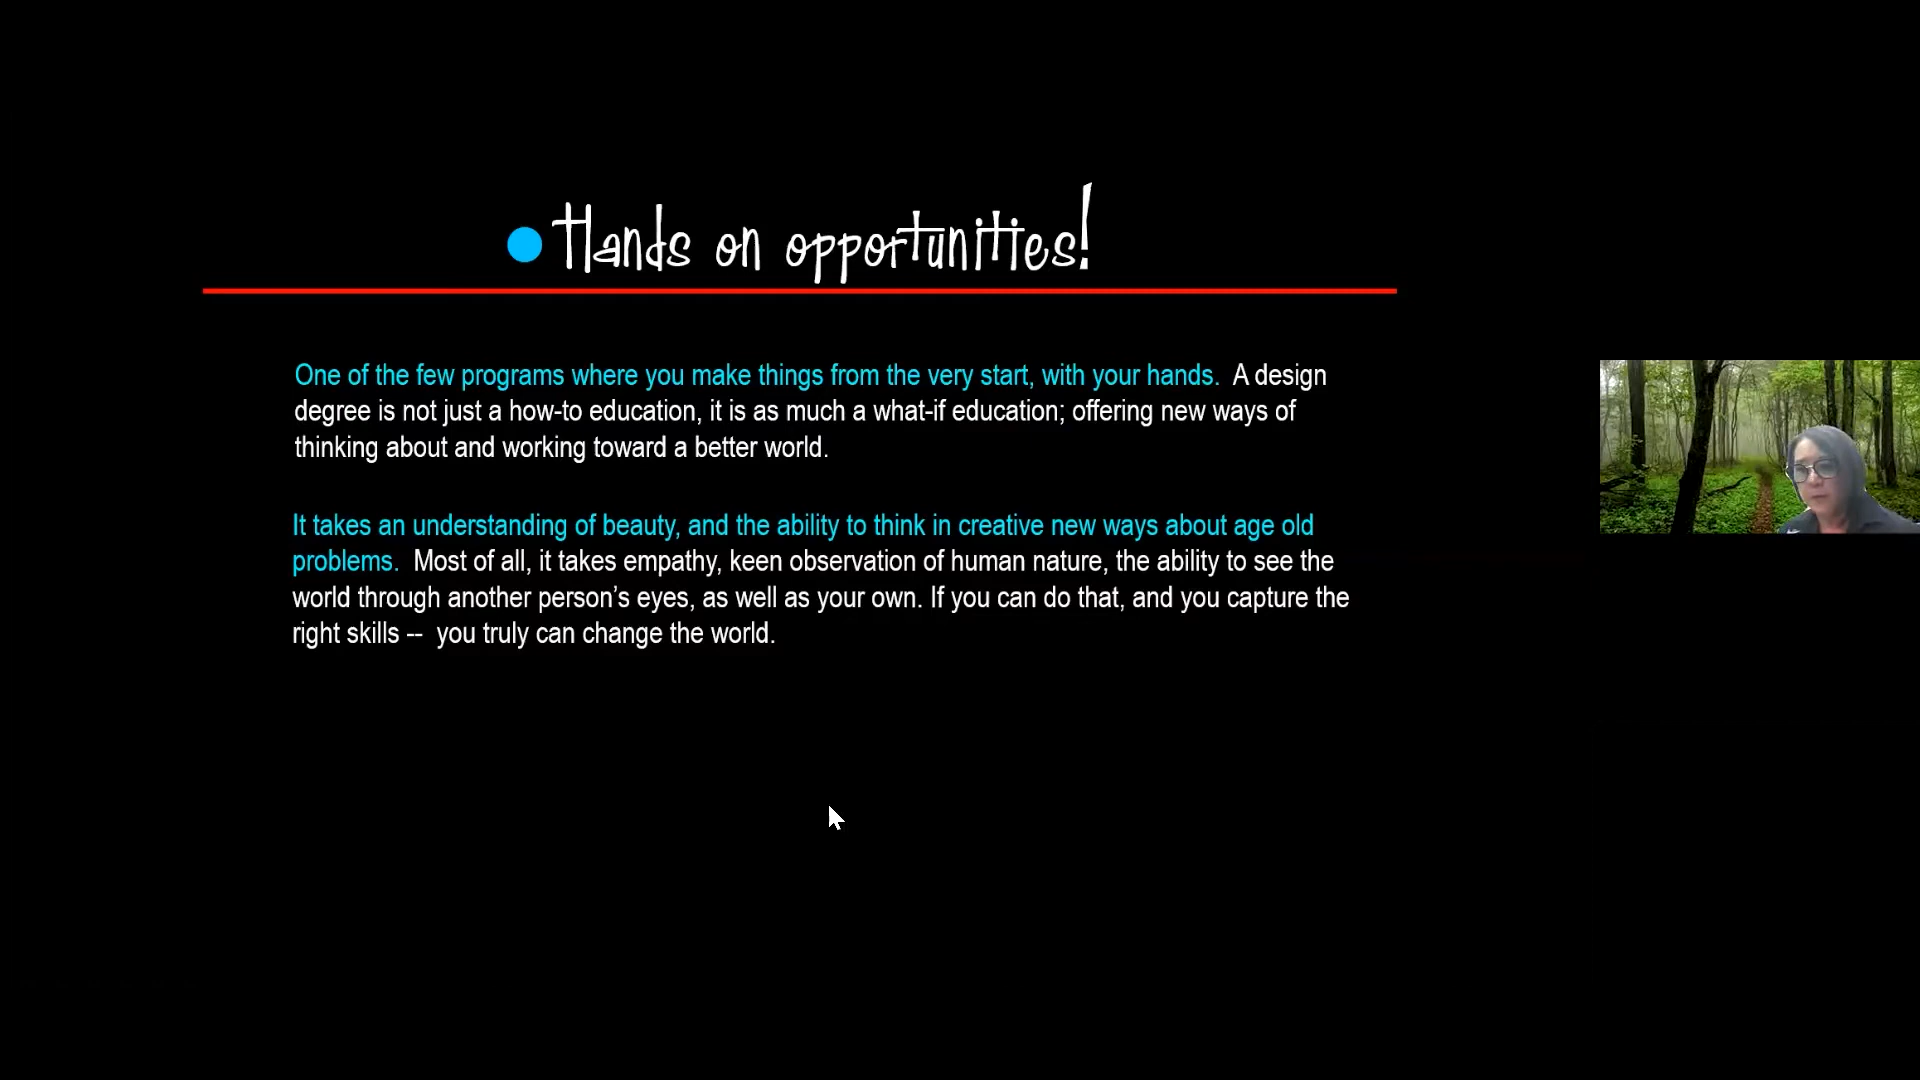 Hands on opportunities!
One of the few programs where you make things from the very start, with your hands.  A design
degree is not just a how-to education, it is as much a what-if education; offering new ways of
thinking about and working toward a better world.
It takes an understanding of beauty, and the ability to think in creative new ways about age old
problems.  Most of all, it takes empathy, keen observation of human nature, the ability to see the
world through another person’s eyes, as well as your own. If you can do that, and you capture the
right skills --  you truly can change the world.